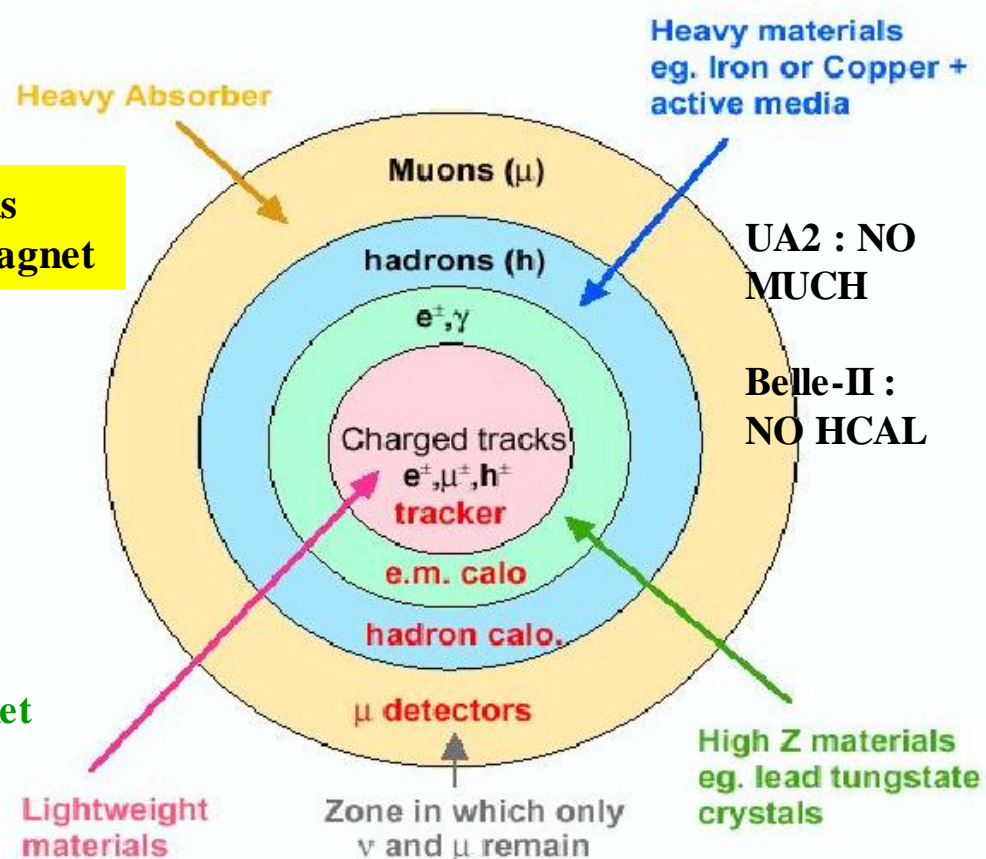 Heavy materials
eg. Iron or Copper +
active media
Heavy Absorber
Muons (μ)
agnet
UA2 : NO
MUCH
hadrons (h)
e±,γ
Belle-II :
NO HCAL
Charged tracks
e±,μ±,h±
tracker
e.m. calo
hadron calo.
μ detectors
High Z materials
eg. lead tungstate
crystals
Lightweight
materials
Zone in which only
ν and μ remain